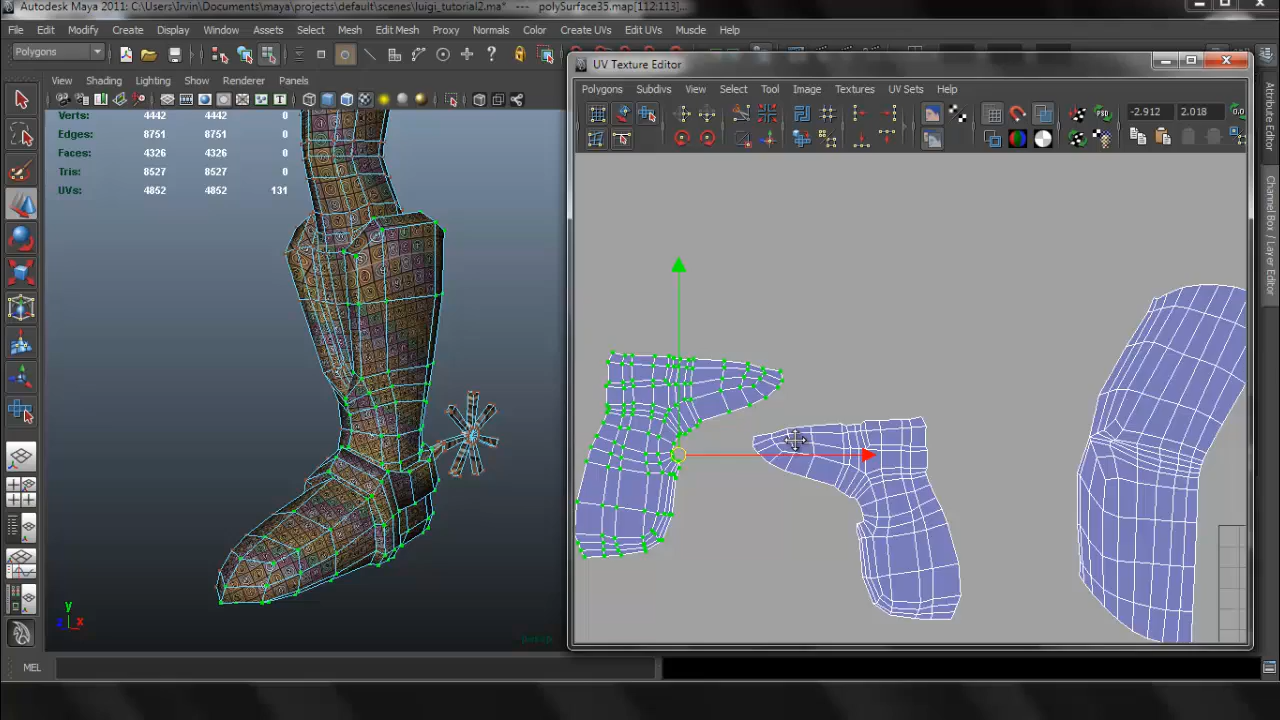 Autodesk Maya 2011: C:\Users\Irvin\Documents\maya\projects\default\scenes\luigi_tutorial2.ma* --- polySurface35.map[112:113]...
File Edit Modify Create Display Window Assets Select Mesh Edit Mesh Proxy Normals Color Create UVs Edit UVs Muscle Help
Polygons
UV Texture Editor
View Shading Lighting Show Renderer Panels
Polygons Subdivs View Select Tool Image Textures UV Sets Help
-2.912 2.018 0.0
Verts: 4442 4442 0
Edges: 8751 8751 0
Faces: 4326 4326 0
Tris: 8527 8527 0
UVs: 4852 4852 131
Attribute Editor
Channel Box / Layer Editor
y
z x
persp
MEL